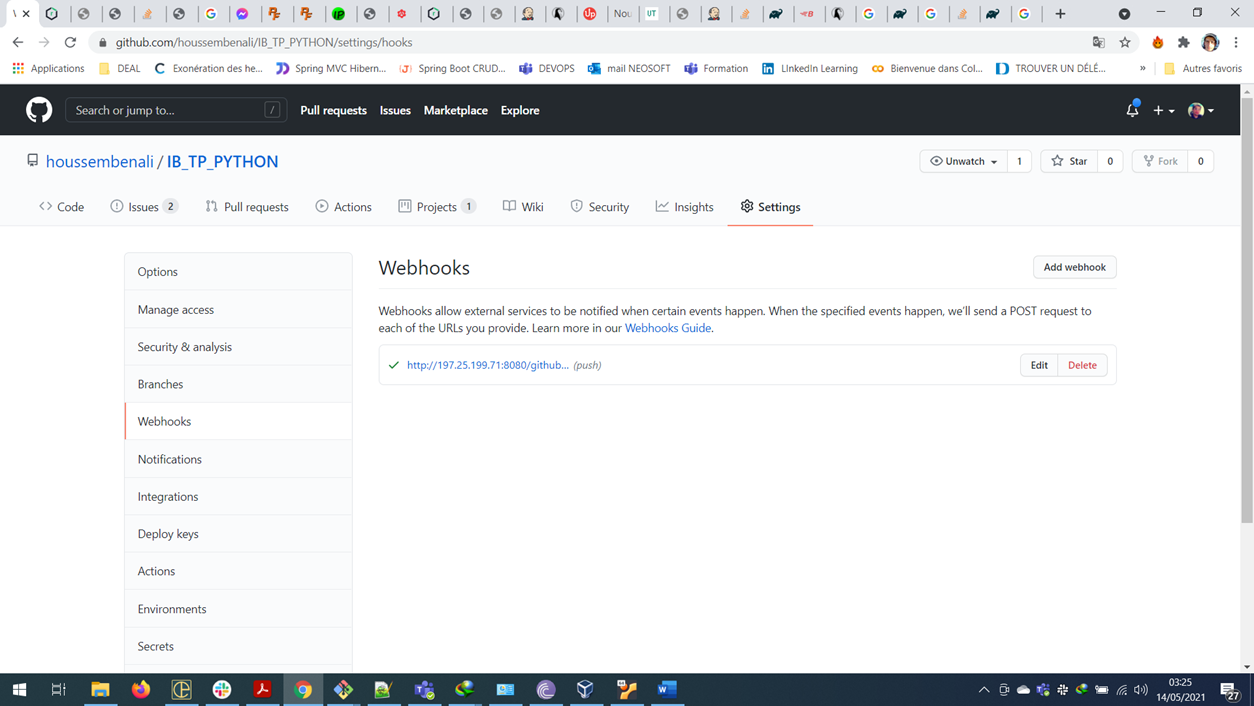 Nou
UT
github.com/houssembenali/IB_TP_PYTHON/settings/hooks
Applications DEAL Exonération des he... Spring MVC Hibern... Spring Boot CRUD... DEVOPS mail NEOSOFT Formation LInkedIn Learning Bienvenue dans Col... TROUVER UN DÉLÉ... » Autres favoris
Search or jump to... / Pull requests Issues Marketplace Explore
houssembenali / IB_TP_PYTHON Unwatch 1 Star 0 Fork 0
Code Issues 2 Pull requests Actions Projects 1 Wiki Security Insights Settings
Options
Manage access
Security & analysis
Branches
Webhooks
Notifications
Integrations
Deploy keys
Actions
Environments
Secrets
Webhooks Add webhook
Webhooks allow external services to be notified when certain events happen. When the specified events happen, we'll send a POST request to
each of the URLs you provide. Learn more in our Webhooks Guide.
http://197.25.199.71:8080/github... (push) Edit Delete
03:25
14/05/2021
27